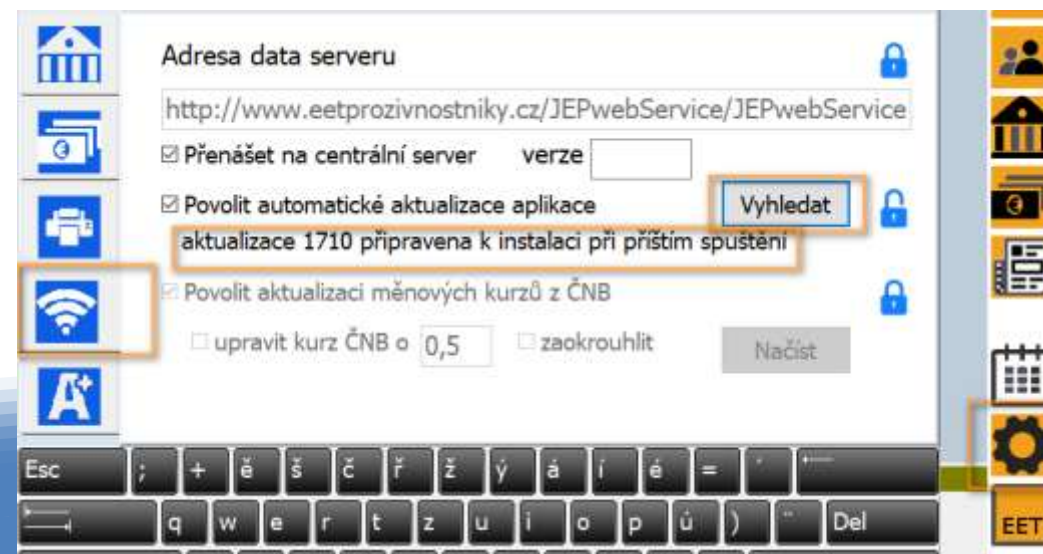 Adresa data serveru
http://www.eetprozivnostniky.cz/JEPwebService/JEPwebService
Přenášet na centrální server verze
Povolit automatické aktualizace aplikace Vyhledat
aktualizace 1710 připravena k instalaci při příštím spuštění
Povolit aktualizaci měnových kurzů z ČNB
upravit kurz ČNB o 0,5 zaokrouhlit Načíst
A+
Esc ; + ě š č ř ž ý á í é = ´
q w e r t z u i o p ú ) ¨ Del
EET